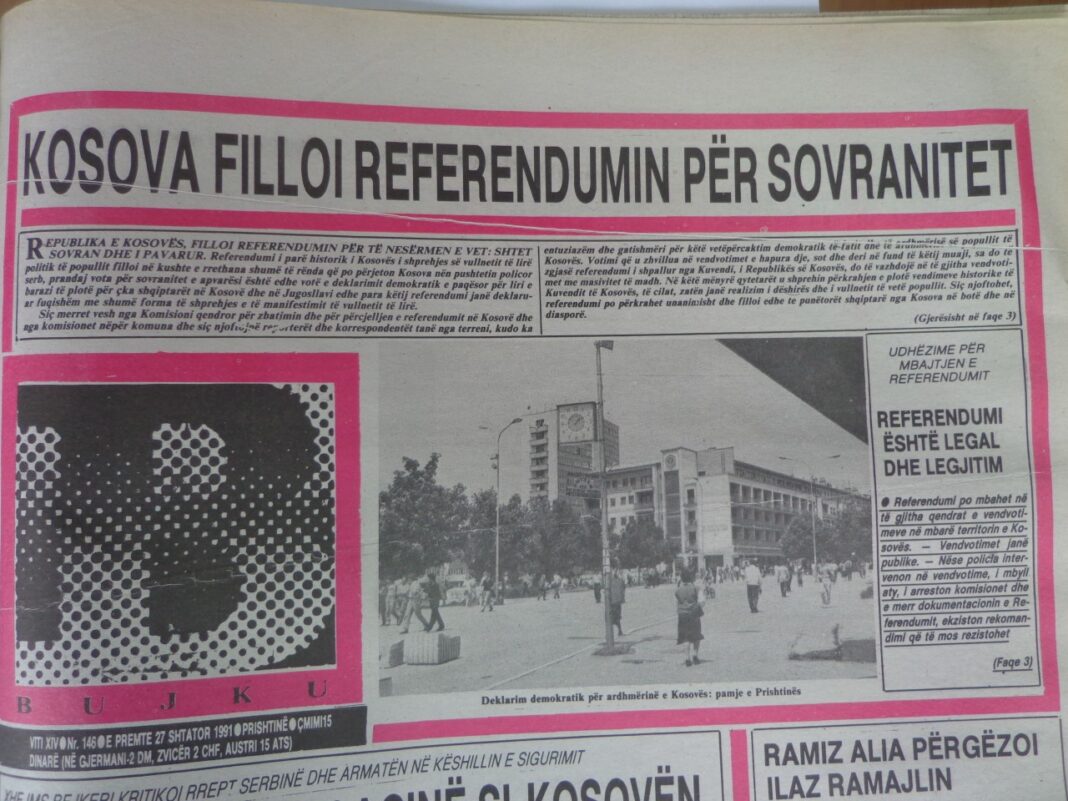 KOSOVA FILLOI REFERENDUMIN PËR SOVRANITET
REPUBLIKA E KOSOVËS, FILLOI REFERENDUMIN PËR TË NESËRMEN E VET: SHTET
SOVRAN DHE I PAVARUR. Referendumi i parë historik i Kosovës i shprehjes së vullnetit të lirë
politik të popullit filloi në kushte e rrethana shumë të rënda që po përjeton Kosova nën pushtetin policor
serb, prandaj vota për sovranitet e pavarësi është edhe votë e deklarimit demokratik e paqësor për liri e
barazi të plotë për çka shqiptarët në Kosovë dhe në Jugosllavi edhe para këtij referendumi janë deklaru-
ar fuqishëm me shumë forma të shprehjes e të manifestimit të vullnetit të lirë.
Siç merret vesh nga Komisioni qendror për zbatimin dhe për përcjelljen e referendumit në Kosovë dhe
nga komisionet nëpër komuna dhe siç njoftojnë reporterët dhe korrespondentët tanë nga terreni, kudo ka
entuziazëm dhe gatishmëri për këtë vetëpërcaktim demokratik të fatit dhe të ardhmërisë së popullit të
Kosovës. Votimi që u zhvillua në vendvotimet e hapura dje, sot dhe deri në fund të këtij muaji, sa do të
zgjasë referendumi i shpallur nga Kuvendi, i Republikës së Kosovës, do të vazhdojë në të gjitha vendvoti-
met me masivitet të madh. Në këtë mënyrë qytetarët u shprehin përkrahjen e plotë vendimeve historike të
Kuvendit të Kosovës, të cilat, zatën janë realizim i dëshirës dhe i vullnetit të vetë popullit. Siç njoftohet,
referendumi po përkrahet unanimisht dhe filloi edhe te punëtorët shqiptarë nga Kosova në botë dhe në
diasporë.
(Gjerësisht në faqe 3)
UDHËZIME PËR
MBAJTJEN E
REFERENDUMIT
REFERENDUMI
ËSHTË LEGAL
DHE LEGJITIM
● Referendumi po mbahet në
të gjitha qendrat e vendvoti-
meve në mbarë territorin e Ko-
sovës. — Vendvotimet janë
publike. — Nëse policia inter-
venon në vendvotime, i mbyll
aty, i arreston komisionet dhe
e merr dokumentacionin e Re-
ferendumit, ekziston rekoman-
dimi që të mos rezistohet
(Faqe 3)
Deklarim demokratik për ardhmërinë e Kosovës: pamje e Prishtinës
B
BUJKU
VITI XIV●Nr. 146●E PREMTE 27 SHTATOR 1991●PRISHTINË●ÇMIMI15
DINARË (NË GJERMANI-2 DM, ZVICËR 2 CHF, AUSTRI 15 ATS)
KRITIKOI RREPT SERBINË DHE ARMATËN NË KËSHILLIN E SIGURIMIT
SI KOSOVËN
RAMIZ ALIA PËRGËZOI
ILAZ RAMAJLIN